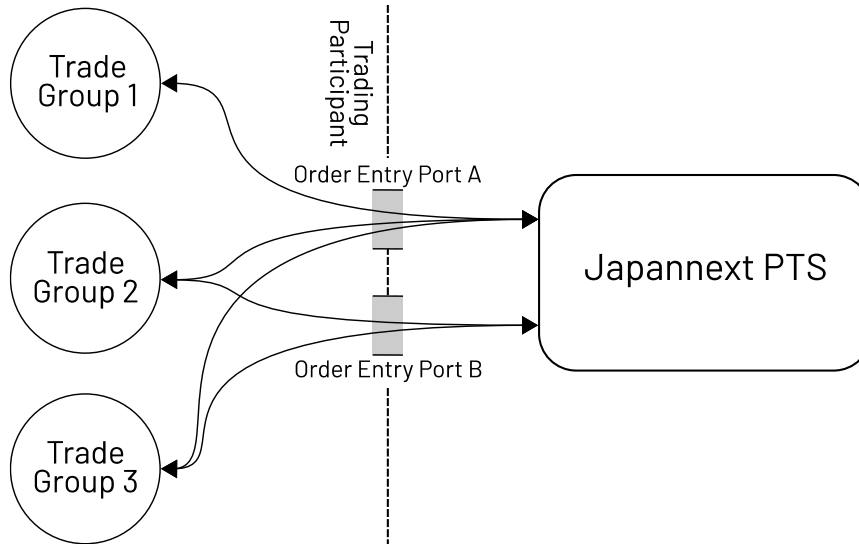 Trade
Group 1
Trading
Participant
Order Entry Port A
Trade
Group 2
Japannext PTS
Order Entry Port B
Trade
Group 3